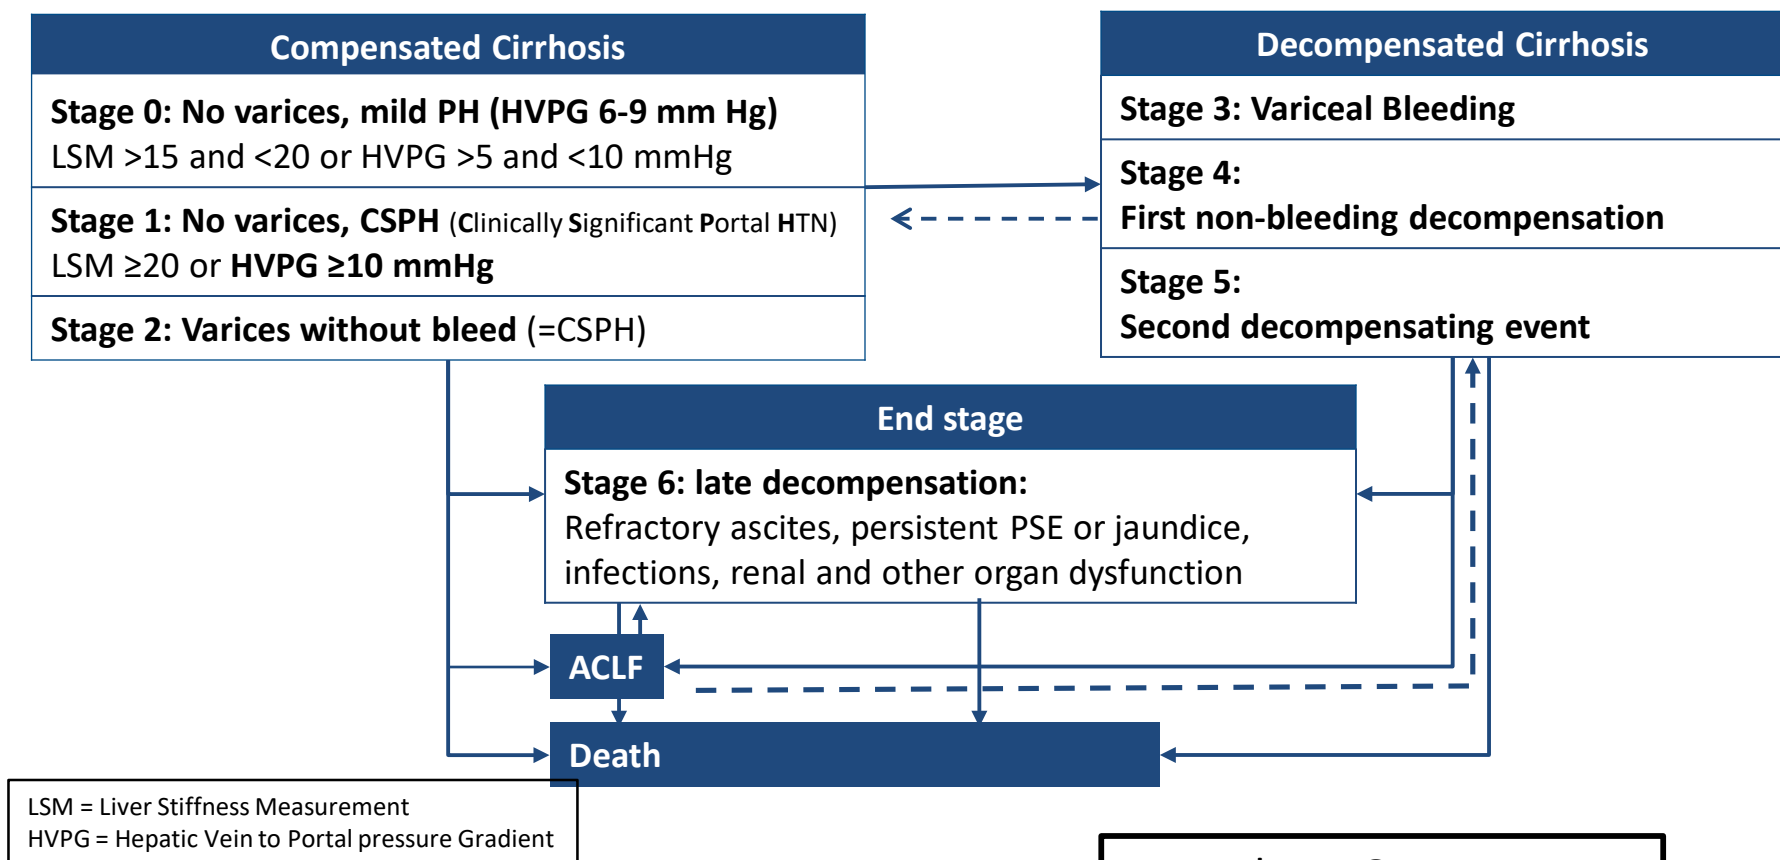 Compensated Cirrhosis
Stage 0: No varices, mild PH (HVPG 6-9 mm Hg)
LSM >15 and <20 or HVPG >5 and <10 mmHg
Stage 1: No varices, CSPH (Clinically Significant Portal HTN)
LSM ≥20 or HVPG ≥10 mmHg
Stage 2: Varices without bleed (=CSPH)
Decompensated Cirrhosis
Stage 3: Variceal Bleeding
Stage 4:
First non-bleeding decompensation
Stage 5:
Second decompensating event
End stage
Stage 6: late decompensation:
Refractory ascites, persistent PSE or jaundice,
infections, renal and other organ dysfunction
ACLF
Death
LSM = Liver Stiffness Measurement
HVPG = Hepatic Vein to Portal pressure Gradient